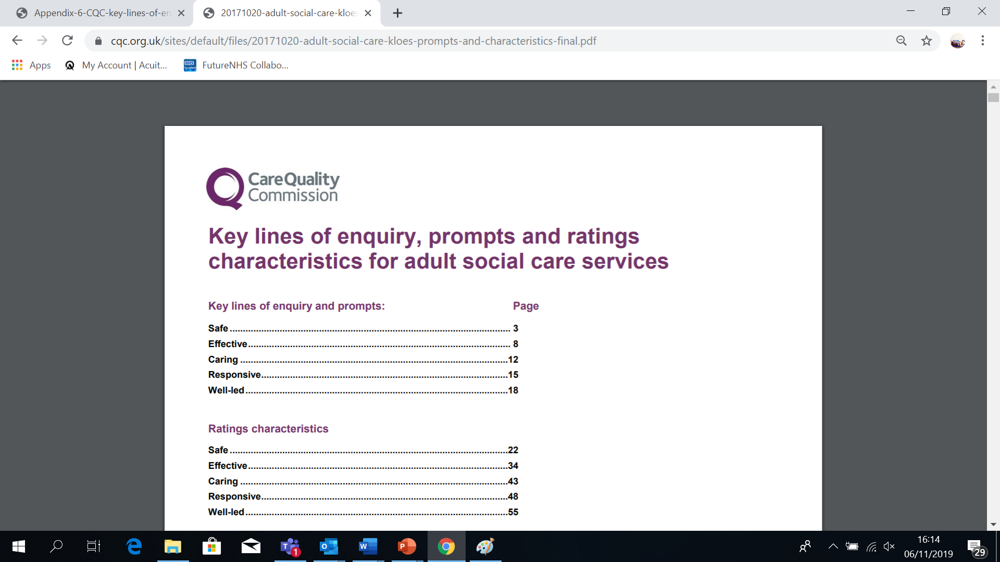 Appendix-6-CQC-key-lines-of-en
20171020-adult-social-care-kloes
cqc.org.uk/sites/default/files/20171020-adult-social-care-kloes-prompts-and-characteristics-final.pdf
Apps
My Account | Acuit...
FutureNHS Collabo...
CareQuality
Commission
Key lines of enquiry, prompts and ratings
characteristics for adult social care services
Key lines of enquiry and prompts: Page
Safe 3
Effective 8
Caring 12
Responsive 15
Well-led 18
Ratings characteristics
Safe 22
Effective 34
Caring 43
Responsive 48
Well-led 55
1
16:14
06/11/2019
29